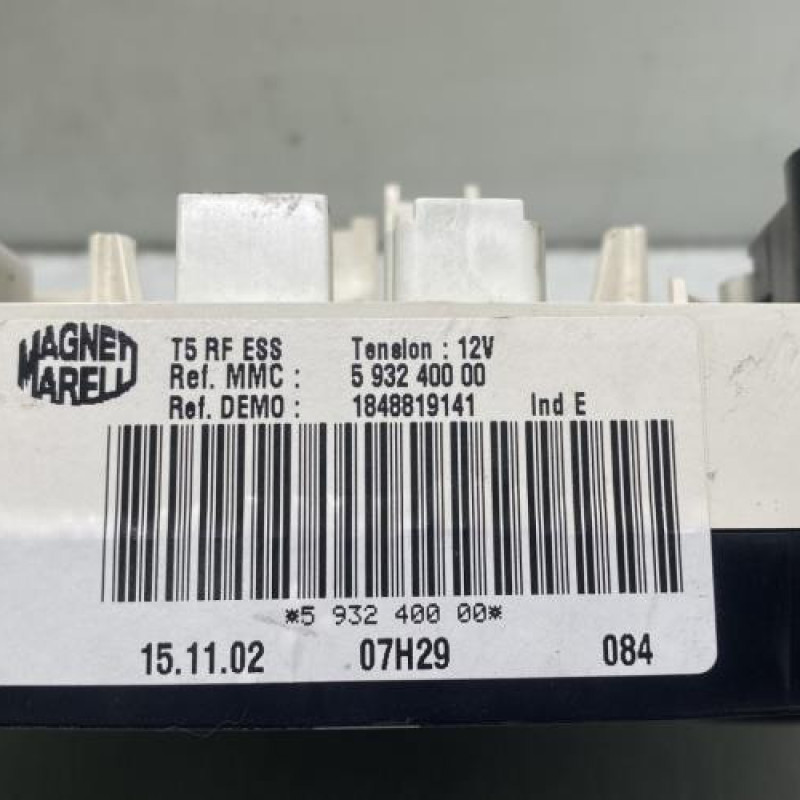 MAGNETI
MARELLI
T5 RF ESS Tension : 12V
Ref. MMC : 5 932 400 00
Ref. DEMO : 1848819141 Ind E
*5 932 400 00*
15.11.02 07H29 084